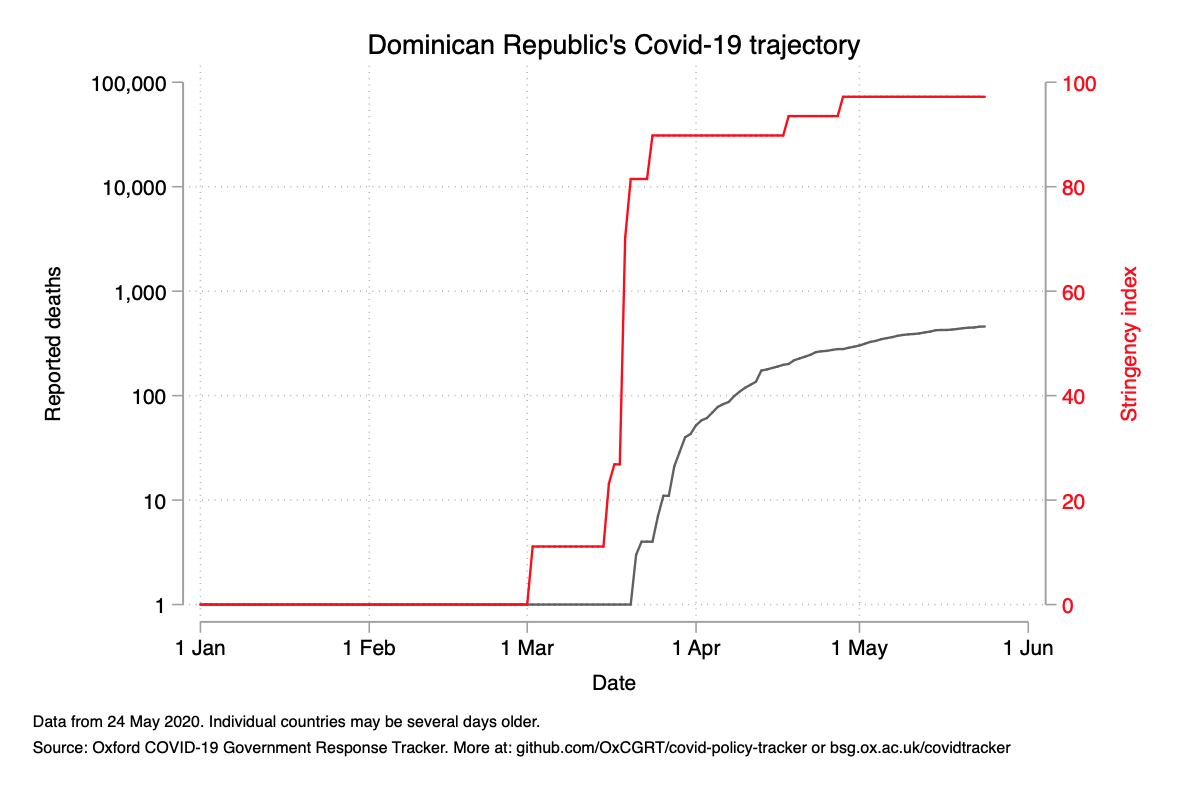 Dominican Republic's Covid-19 trajectory
100,000
10,000
1,000
100
10
1
Reported deaths
100
80
60
40
20
0
Stringency index
1 Jan
1 Feb
1 Mar
1 Apr
1 May
1 Jun
Date
Data from 24 May 2020. Individual countries may be several days older.
Source: Oxford COVID-19 Government Response Tracker. More at: github.com/OxCGRT/covid-policy-tracker or bsg.ox.ac.uk/covidtracker